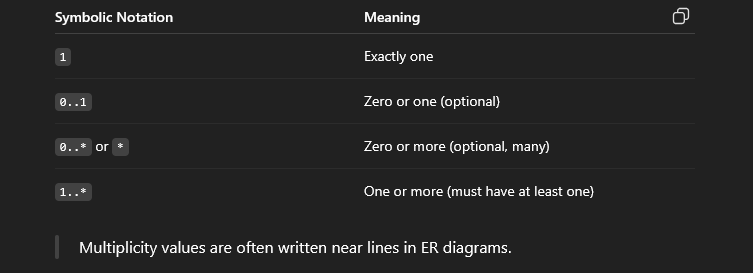 Symbolic Notation Meaning
1 Exactly one
0..1 Zero or one (optional)
0..* or * Zero or more (optional, many)
1..* One or more (must have at least one)
Multiplicity values are often written near lines in ER diagrams.